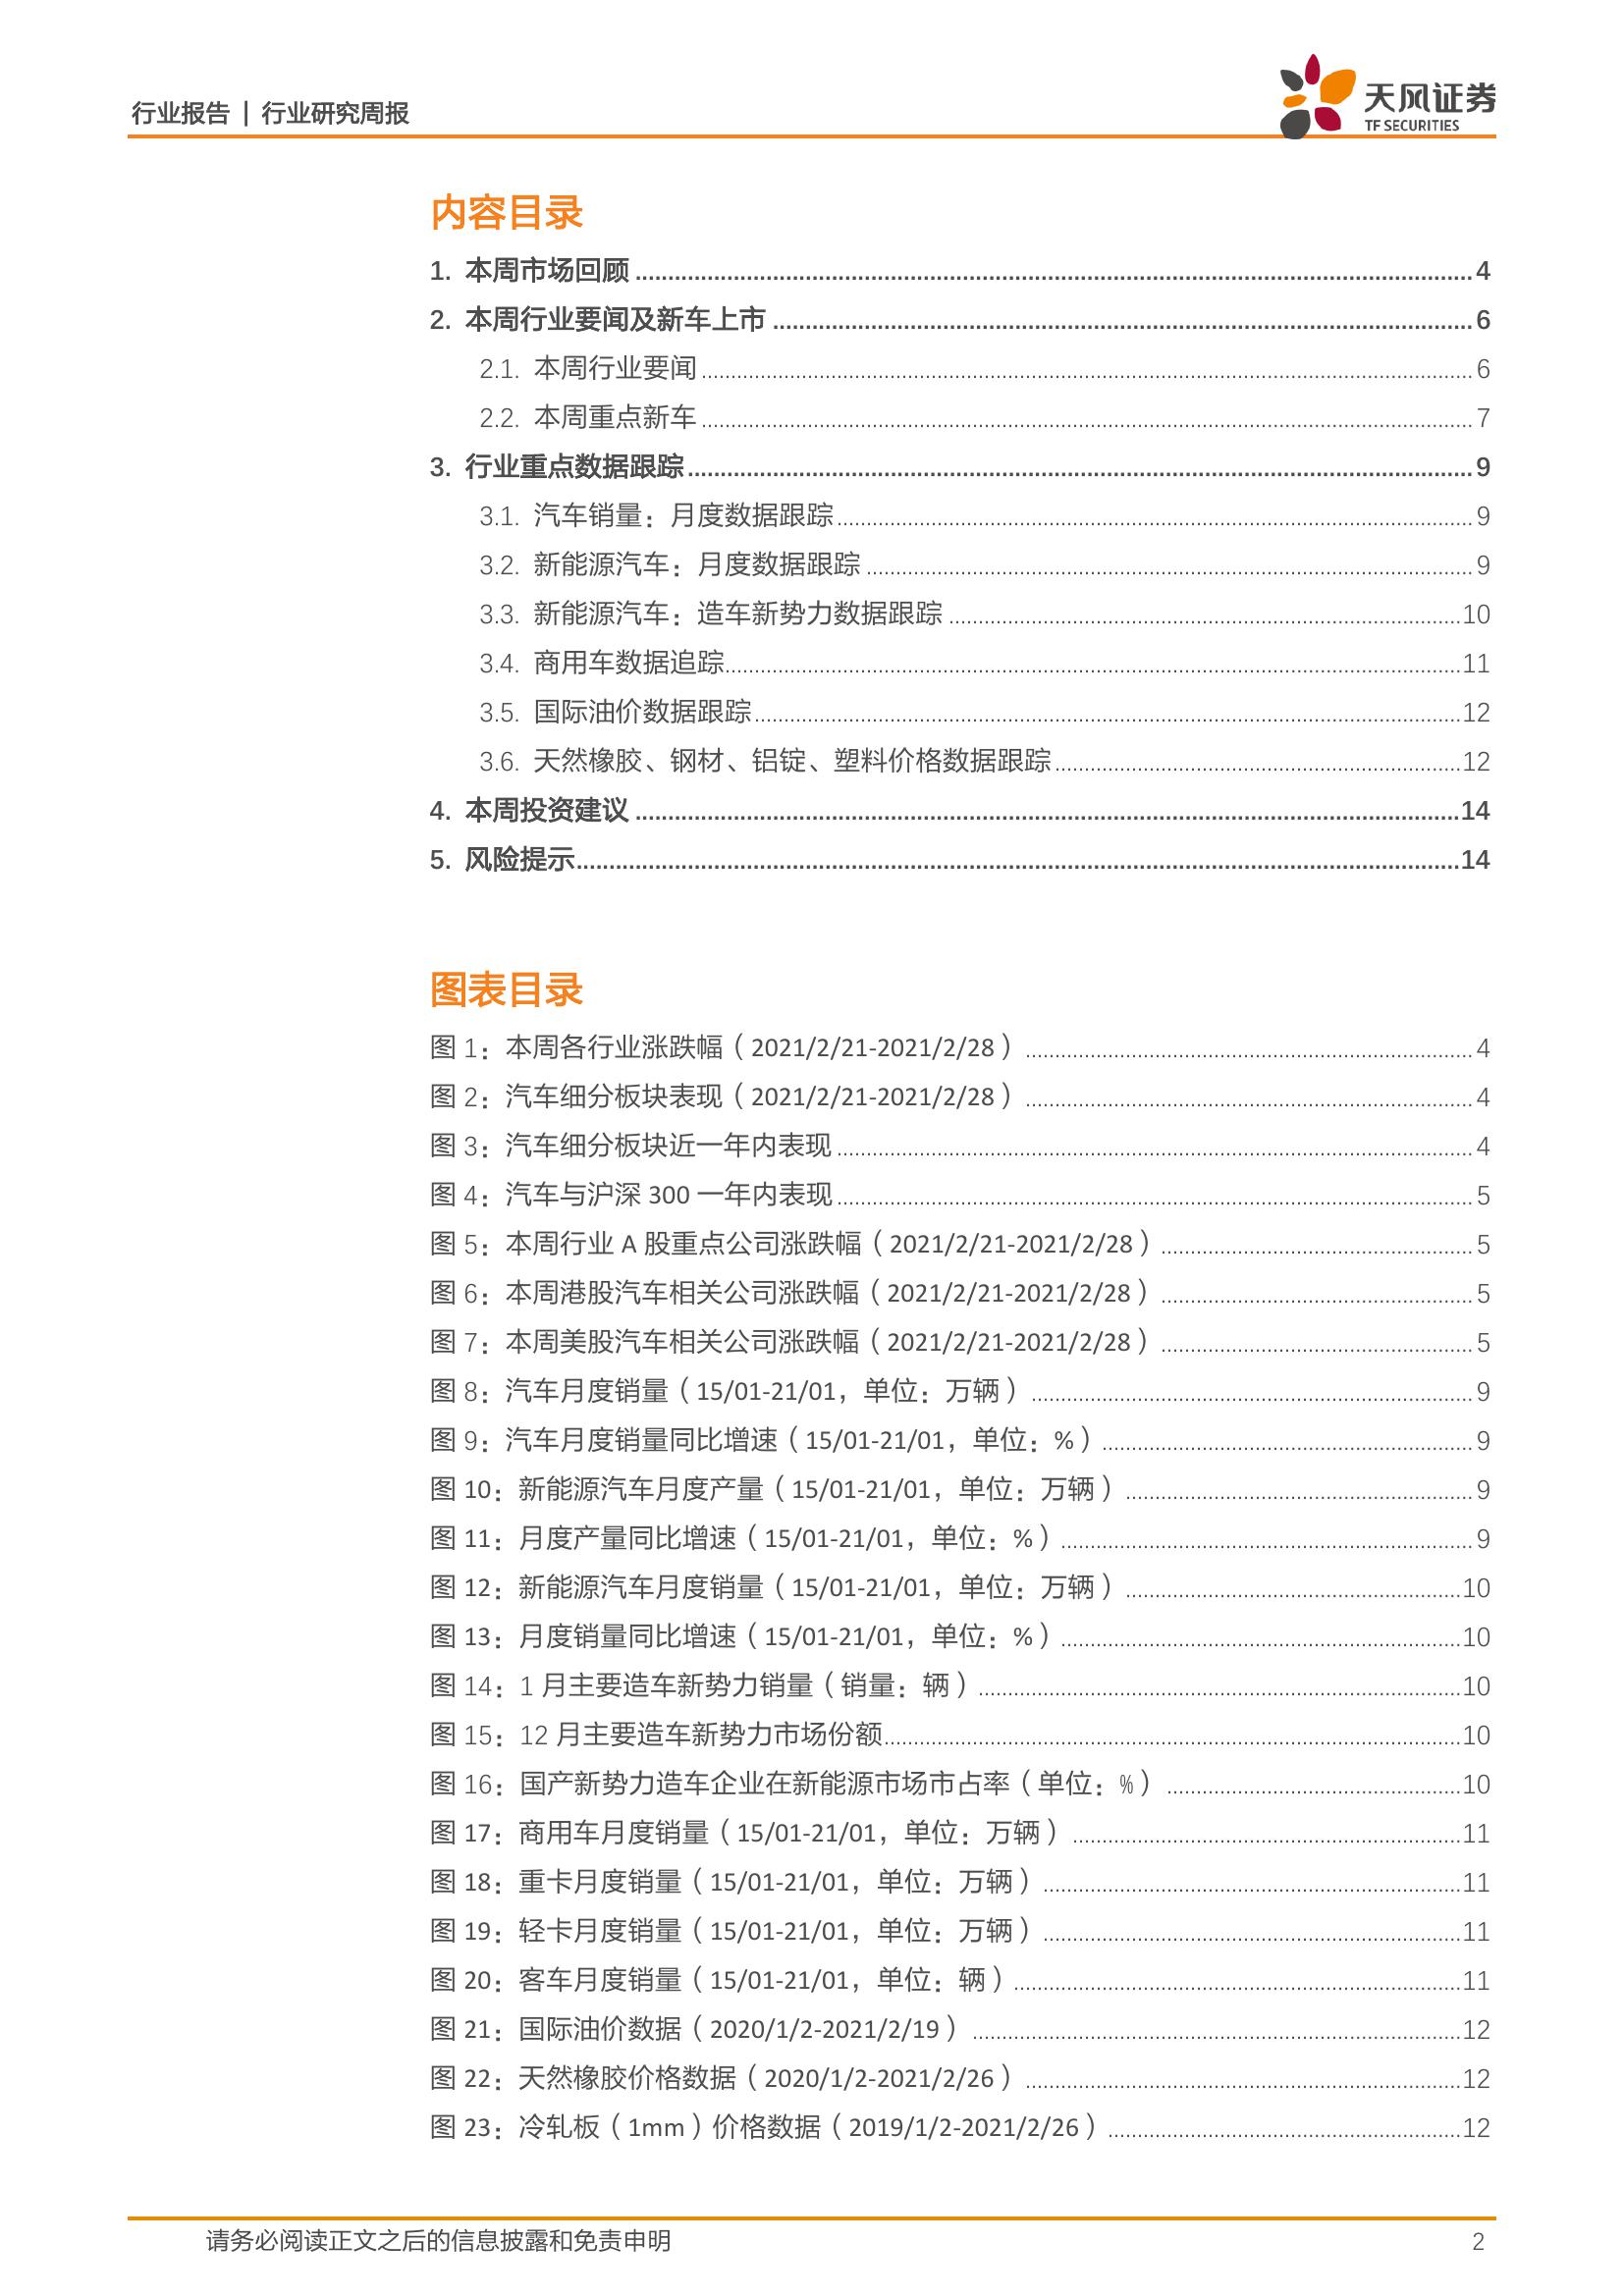 行业报告 | 行业研究周报
天风证券
TF SECURITIES
内容目录
1. 本周市场回顾 4
2. 本周行业要闻及新车上市 6
2.1. 本周行业要闻 6
2.2. 本周重点新车 7
3. 行业重点数据跟踪 9
3.1. 汽车销量：月度数据跟踪 9
3.2. 新能源汽车：月度数据跟踪 9
3.3. 新能源汽车：造车新势力数据跟踪 10
3.4. 商用车数据追踪 11
3.5. 国际油价数据跟踪 12
3.6. 天然橡胶、钢材、铝锭、塑料价格数据跟踪 12
4. 本周投资建议 14
5. 风险提示 14
图表目录
图 1：本周各行业涨跌幅（2021/2/21-2021/2/28） 4
图 2：汽车细分板块表现（2021/2/21-2021/2/28） 4
图 3：汽车细分板块近一年内表现 4
图 4：汽车与沪深 300 一年内表现 5
图 5：本周行业 A 股重点公司涨跌幅（2021/2/21-2021/2/28） 5
图 6：本周港股汽车相关公司涨跌幅（2021/2/21-2021/2/28） 5
图 7：本周美股汽车相关公司涨跌幅（2021/2/21-2021/2/28） 5
图 8：汽车月度销量（15/01-21/01，单位：万辆） 9
图 9：汽车月度销量同比增速（15/01-21/01，单位：%） 9
图 10：新能源汽车月度产量（15/01-21/01，单位：万辆） 9
图 11：月度产量同比增速（15/01-21/01，单位：%） 9
图 12：新能源汽车月度销量（15/01-21/01，单位：万辆） 10
图 13：月度销量同比增速（15/01-21/01，单位：%） 10
图 14：1 月主要造车新势力销量（销量：辆） 10
图 15：12 月主要造车新势力市场份额 10
图 16：国产新势力造车企业在新能源市场市占率（单位：%） 10
图 17：商用车月度销量（15/01-21/01，单位：万辆） 11
图 18：重卡月度销量（15/01-21/01，单位：万辆） 11
图 19：轻卡月度销量（15/01-21/01，单位：万辆） 11
图 20：客车月度销量（15/01-21/01，单位：辆） 11
图 21：国际油价数据（2020/1/2-2021/2/19） 12
图 22：天然橡胶价格数据（2020/1/2-2021/2/26） 12
图 23：冷轧板（1mm）价格数据（2019/1/2-2021/2/26） 12
请务必阅读正文之后的信息披露和免责申明 2